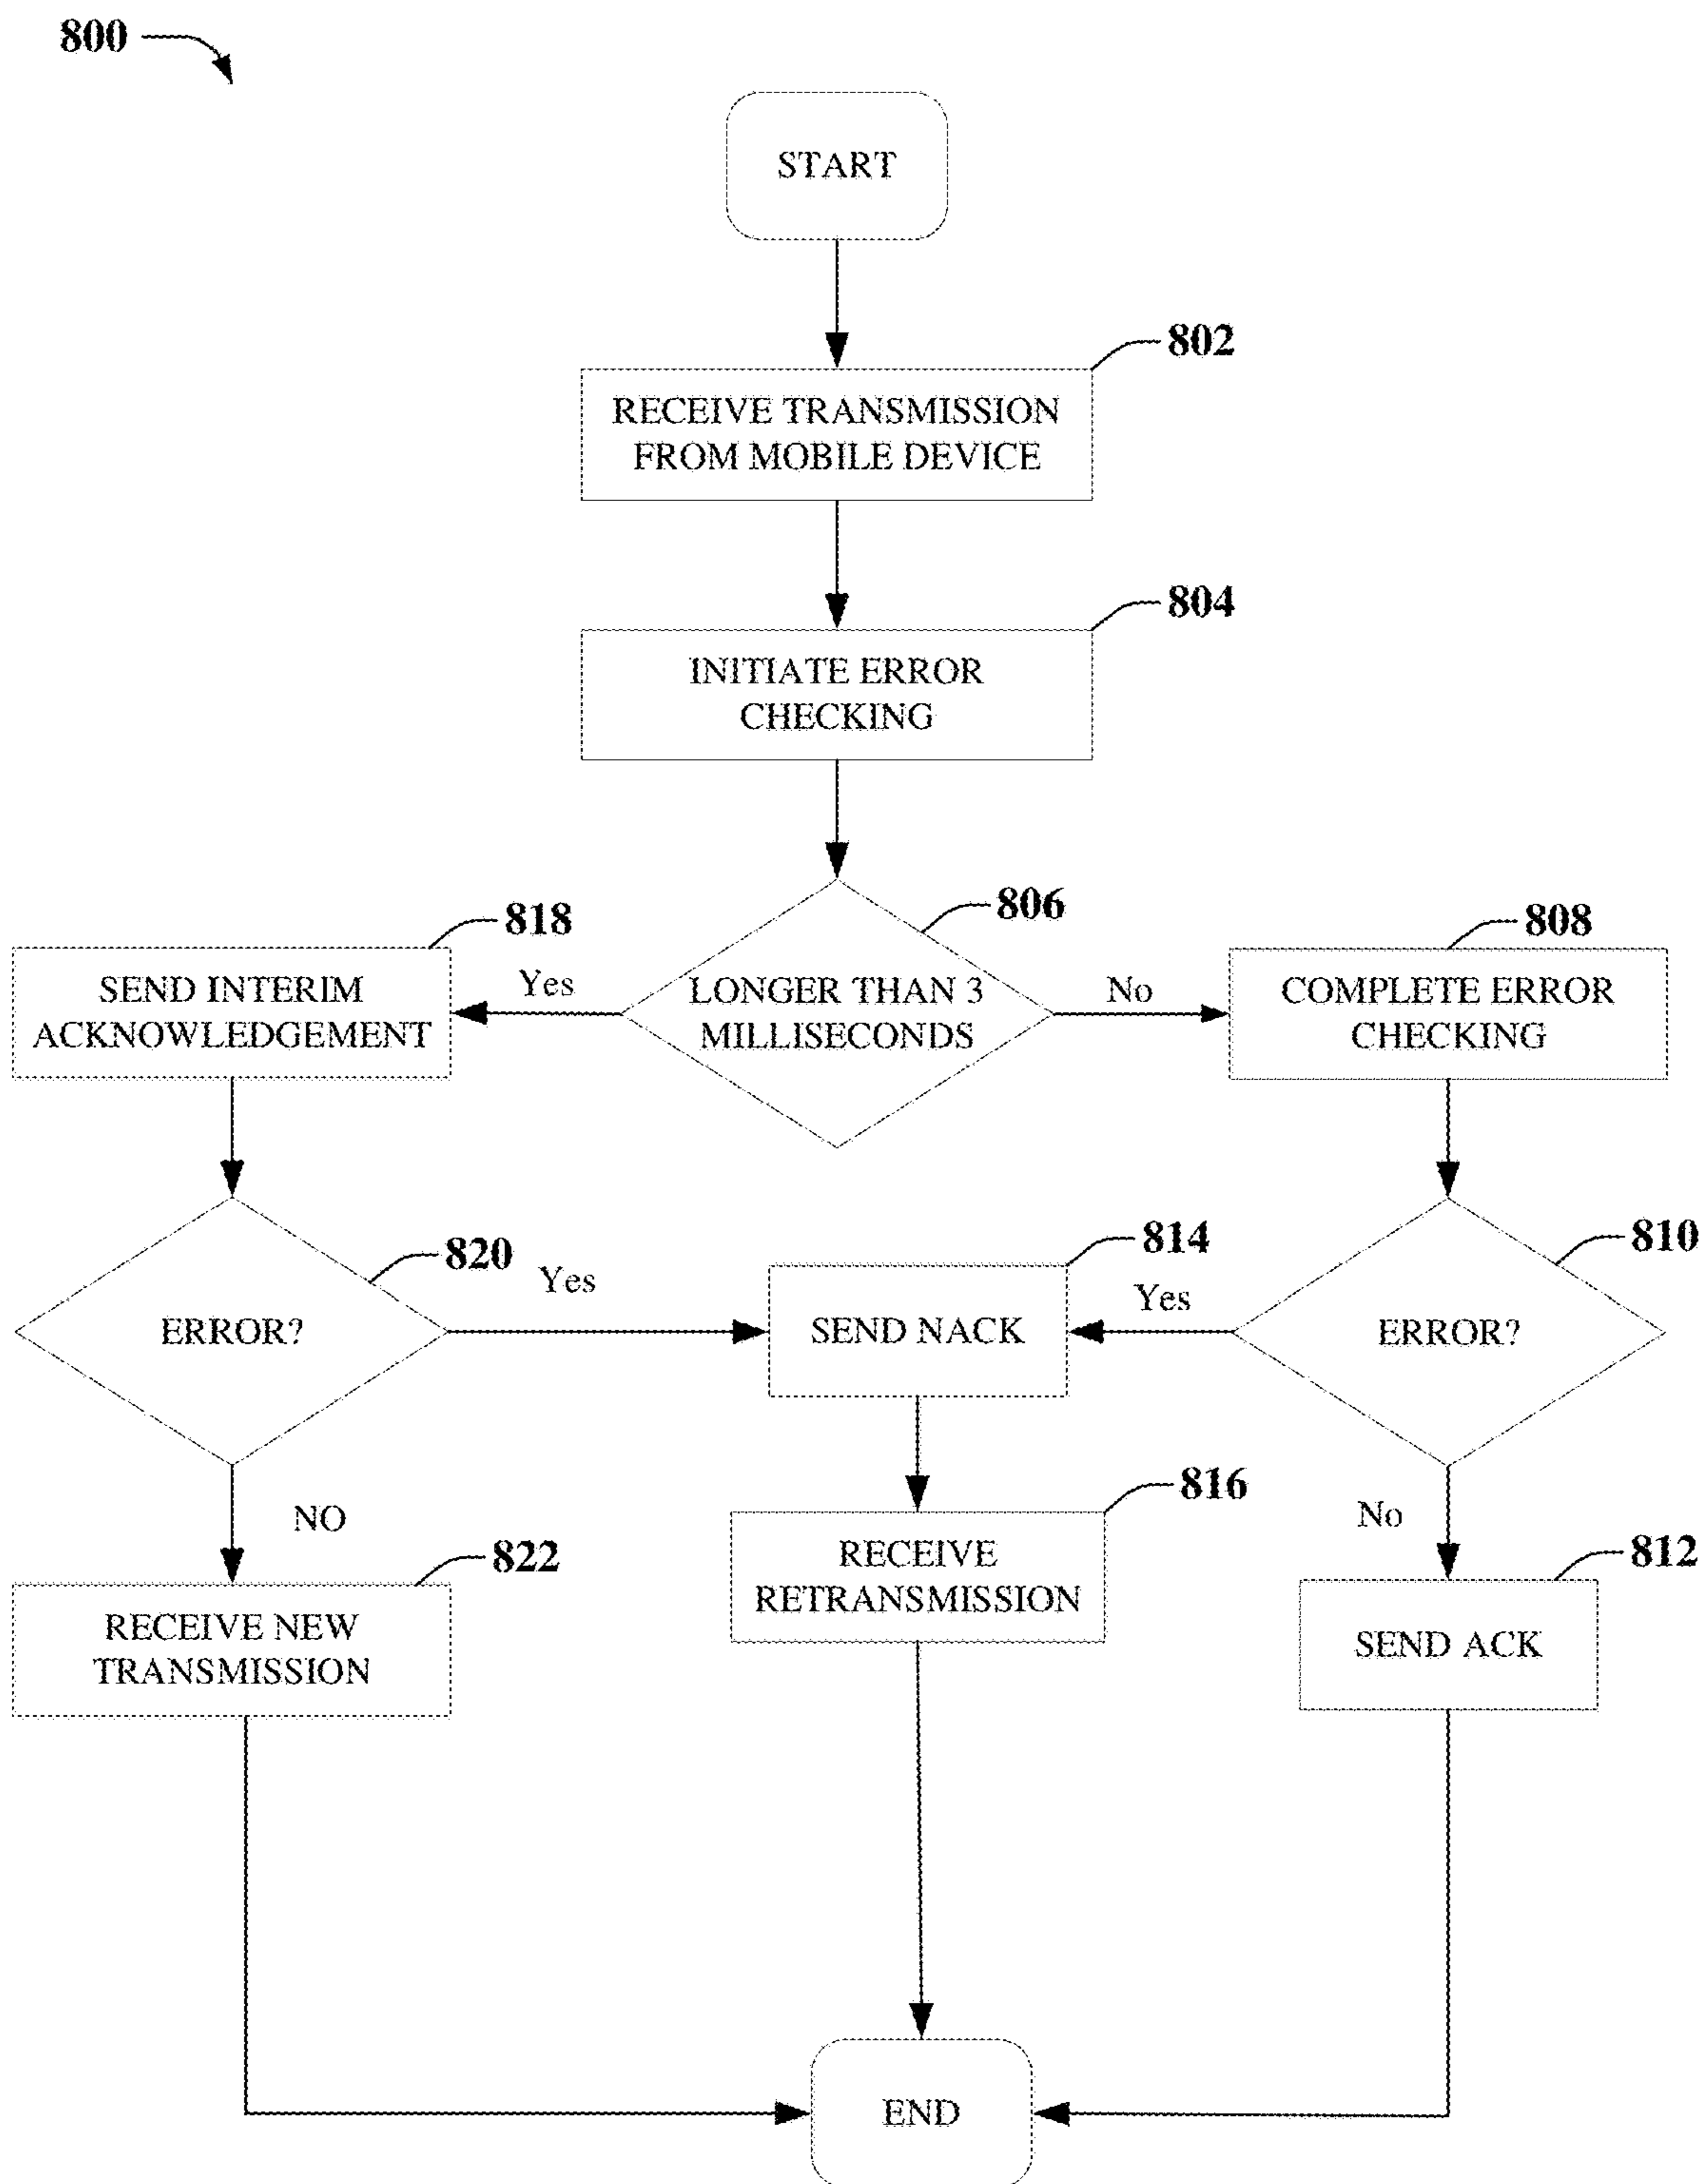 800
START
802
RECEIVE TRANSMISSION
FROM MOBILE DEVICE
804
INITIATE ERROR
CHECKING
806
LONGER THAN 3
MILLISECONDS
Yes
No
818
SEND INTERIM
ACKNOWLEDGEMENT
808
COMPLETE ERROR
CHECKING
820
ERROR?
Yes
NO
814
SEND NACK
Yes
810
ERROR?
No
822
RECEIVE NEW
TRANSMISSION
816
RECEIVE
RETRANSMISSION
812
SEND ACK
END